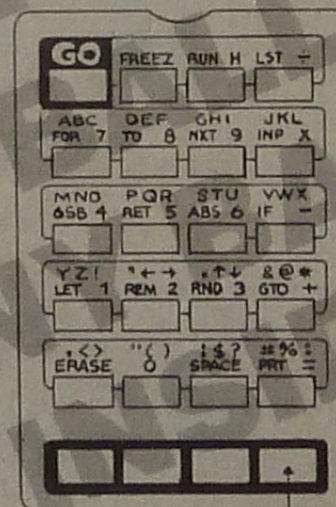 GO FREEZ RUN H LST ÷
ABC DEF GHI JKL
FOR 7 TO 8 NXT 9 INP X
MNO PQR STU VWX
GSB 4 RET 5 ABS 6 IF -
YZ! '←→ .↑↓ &@*
LET 1 REM 2 RND 3 GTO +
,<> "() ;$? #%:
ERASE 0 SPACE PRT =